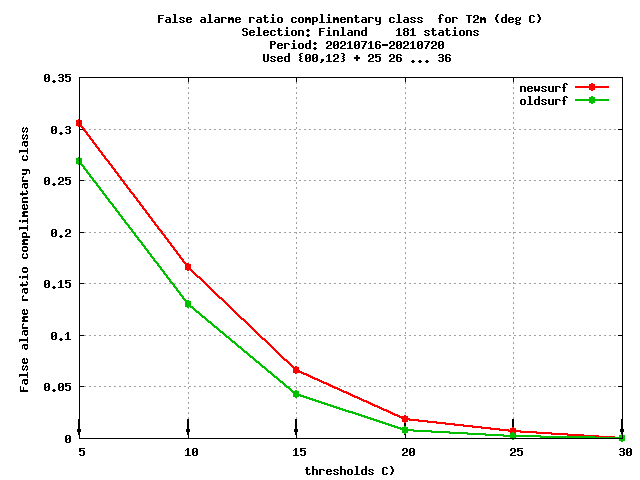 False alarme ratio complimentary class  for T2m (deg C)
Selection: Finland    181 stations
Period: 20210716-20210720
Used {00,12} + 25 26 ... 36
newsurf
oldsurf
False alarme ratio complimentary class
0.35
0.3
0.25
0.2
0.15
0.1
0.05
0
5 10 15 20 25 30
thresholds C)